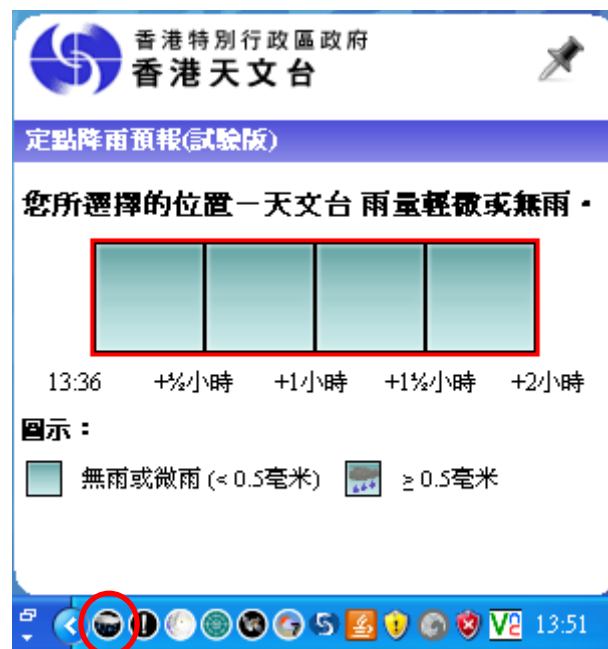 香港特別行政區政府
香港天文台
定點降雨預報(試驗版)
您所選擇的位置－天文台 雨量輕微或無雨。
13:36 +½小時 +1小時 +1½小時 +2小時
圖示：
無雨或微雨 (< 0.5毫米) ≥ 0.5毫米
13:51